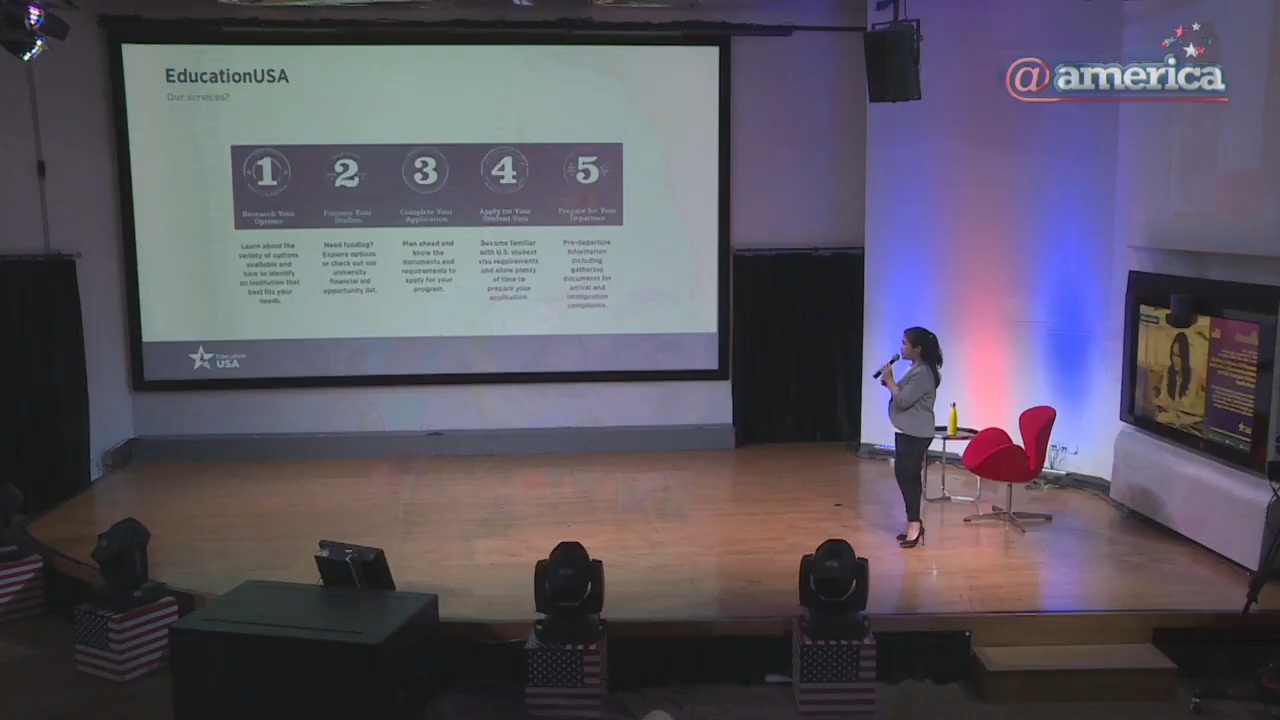 EducationUSA
Our services?
@america
1
2
3
4
5
Research Your
Options
Finance Your
Studies
Complete Your
Application
Apply for Your
Student Visa
Prepare for Your
Departure
Learn about the
variety of options
available and
how to identify
an institution that
best fits your
needs.
Need funding?
Explore options
or check out our
university
financial aid
opportunity list.
Plan ahead and
know the
documents and
requirements to
apply for your
program.
Become familiar
with U.S. student
visa requirements
and allow plenty
of time to
prepare your
application.
Pre-departure
information
including
gathering
documents for
arrival and
immigration
compliance.
Education
USA